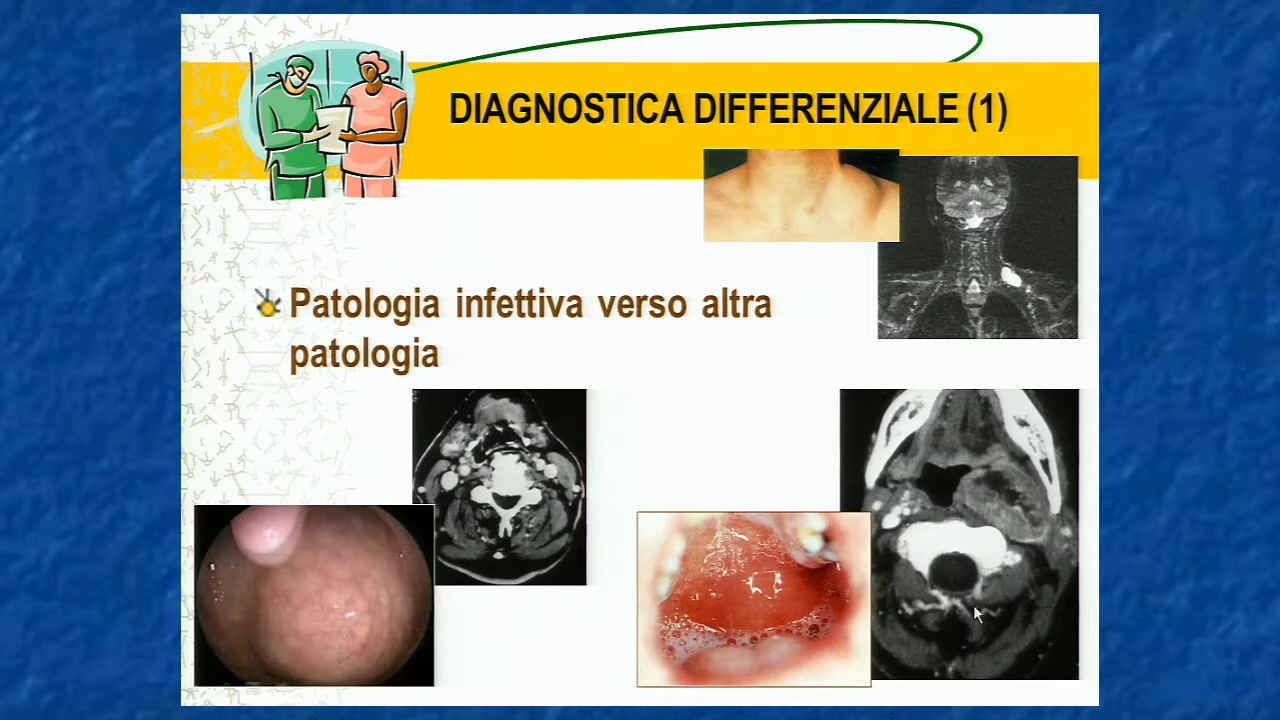 DIAGNOSTICA DIFFERENZIALE (1)
Patologia infettiva verso altra
patologia